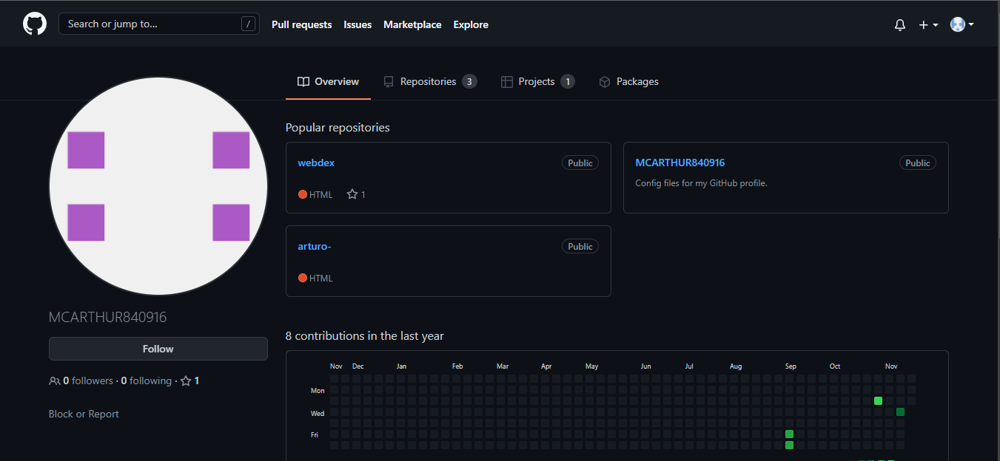 Search or jump to... /
Pull requests Issues Marketplace Explore
Overview Repositories 3 Projects 1 Packages
Popular repositories
webdex Public
HTML 1
MCARTHUR840916 Public
Config files for my GitHub profile.
arturo- Public
HTML
MCARTHUR840916
Follow
0 followers · 0 following · 1
Block or Report
8 contributions in the last year
Nov Dec Jan Feb Mar Apr May Jun Jul Aug Sep Oct Nov
Mon
Wed
Fri